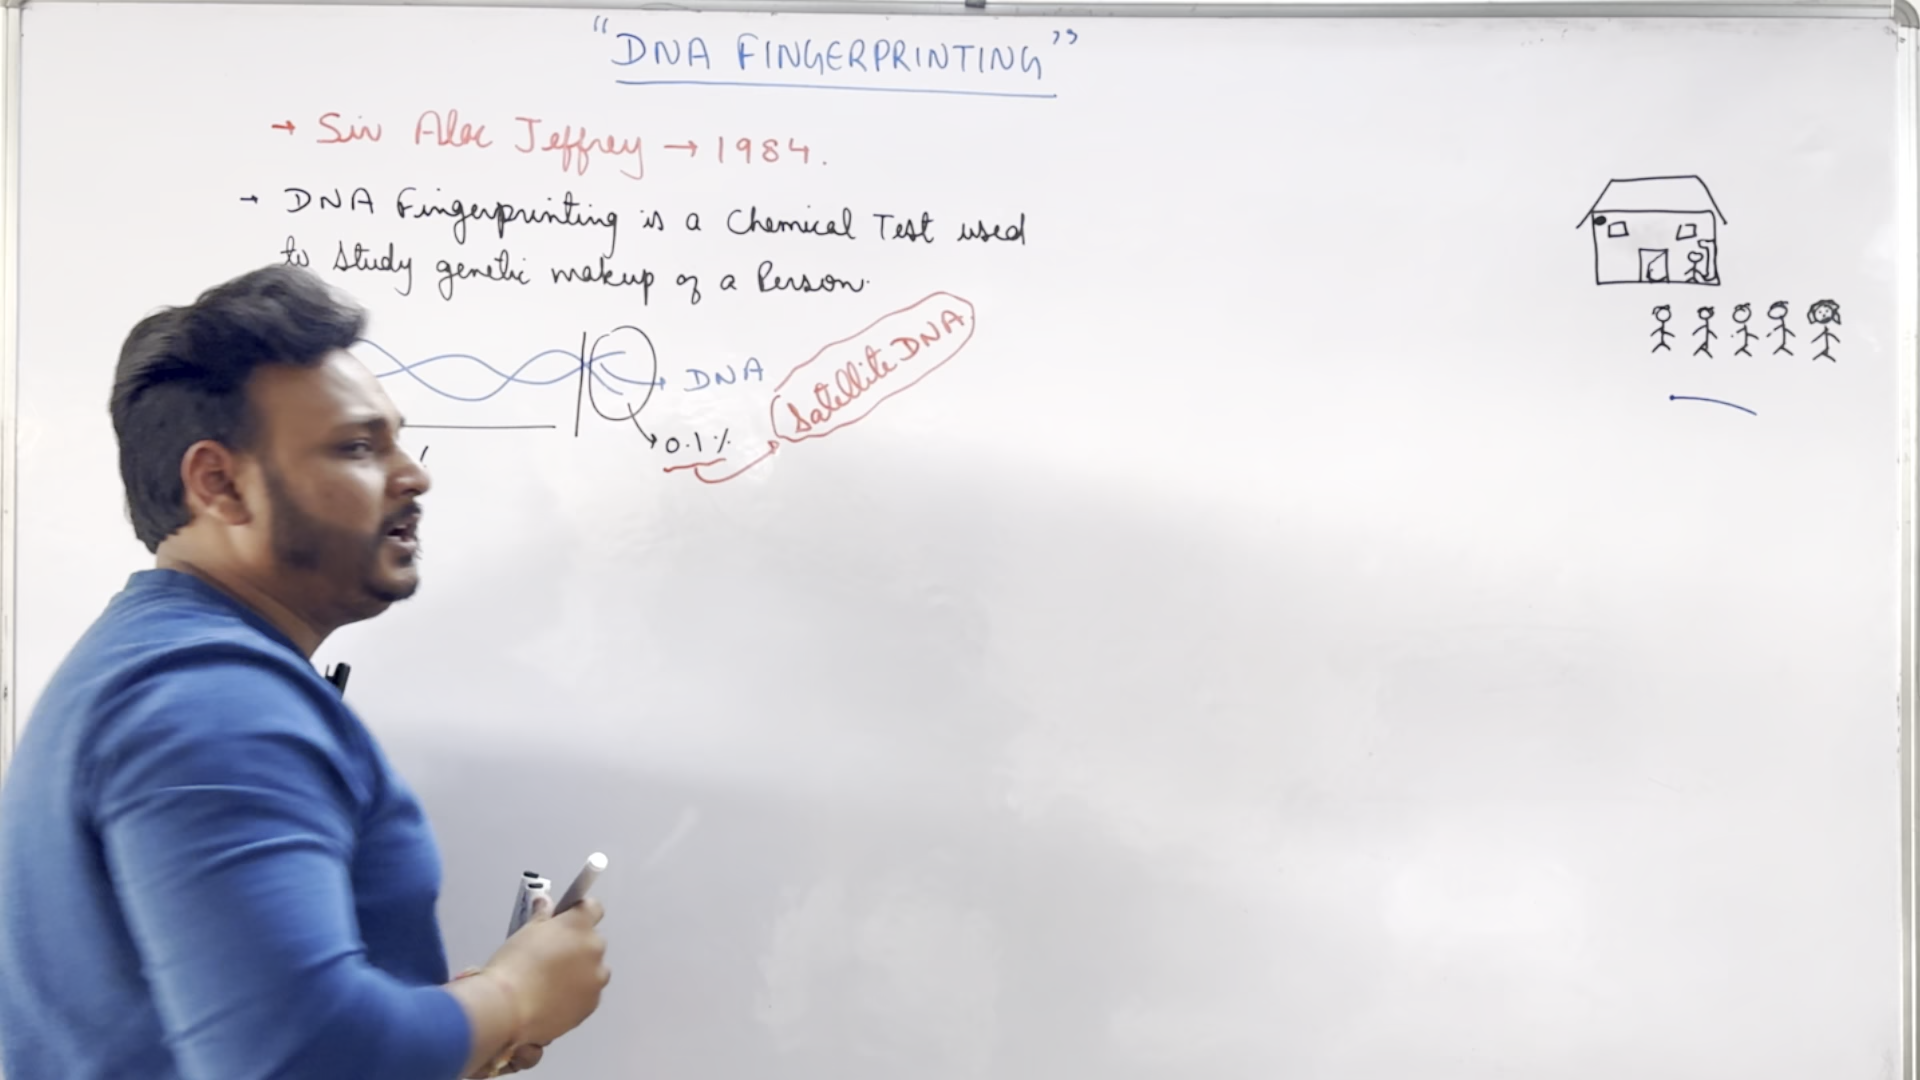 "DNA FINGERPRINTING"
→ Sir Alec Jeffrey → 1984.
→ DNA Fingerprinting is a Chemical Test used
to study genetic makeup of a Person.
DNA
Satellite DNA
0.1%